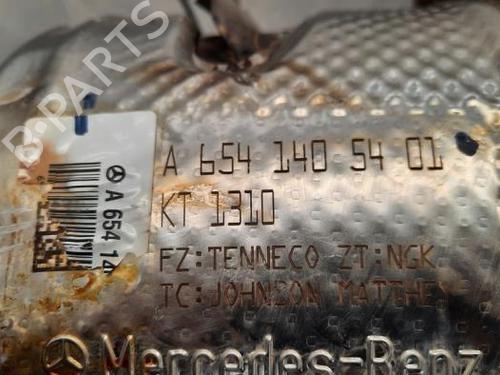 B-PARTS
A 654 140 54 01
KT 1310
FZ:TENNECO ZT:NGK
TC:JOHNSON MATTHEY
Mercedes-Benz
A 654 14